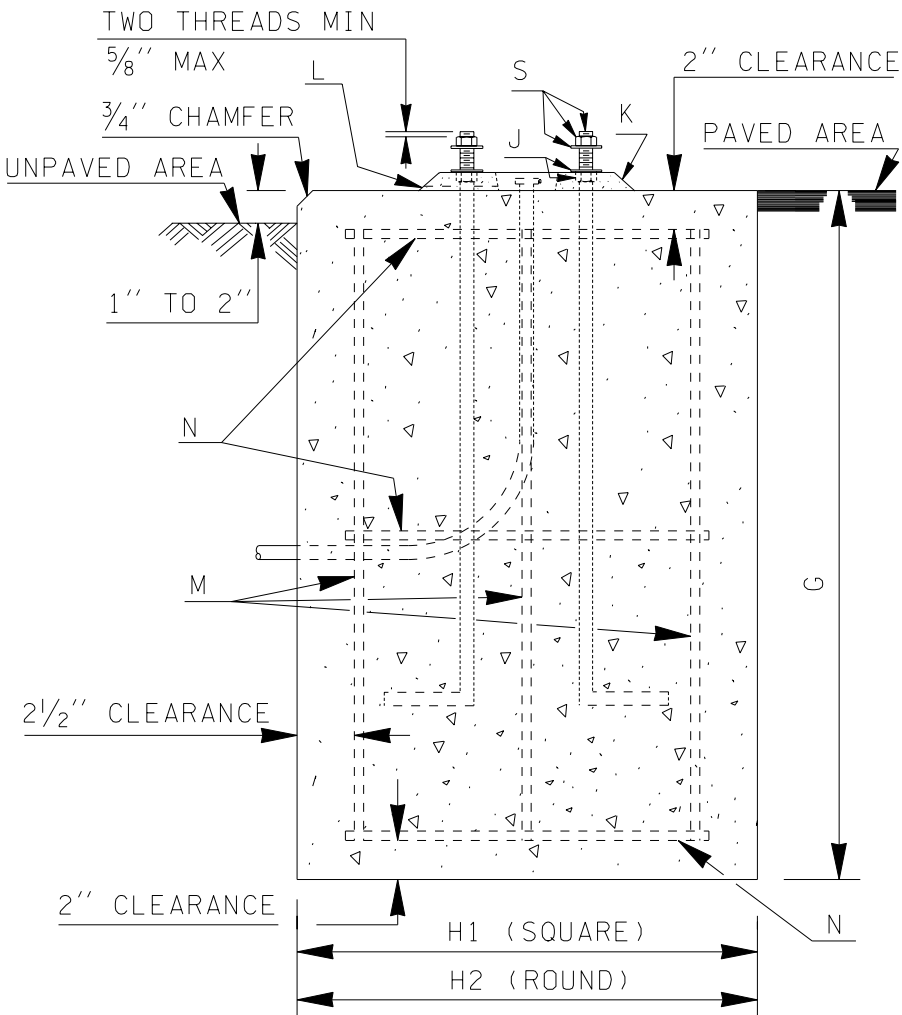 TWO THREADS MIN
5/8'' MAX
L
S
2'' CLEARANCE
3/4'' CHAMFER
J
K
PAVED AREA
UNPAVED AREA
1'' TO 2''
N
M
G
2 1/2'' CLEARANCE
2'' CLEARANCE
N
H1 (SQUARE)
H2 (ROUND)